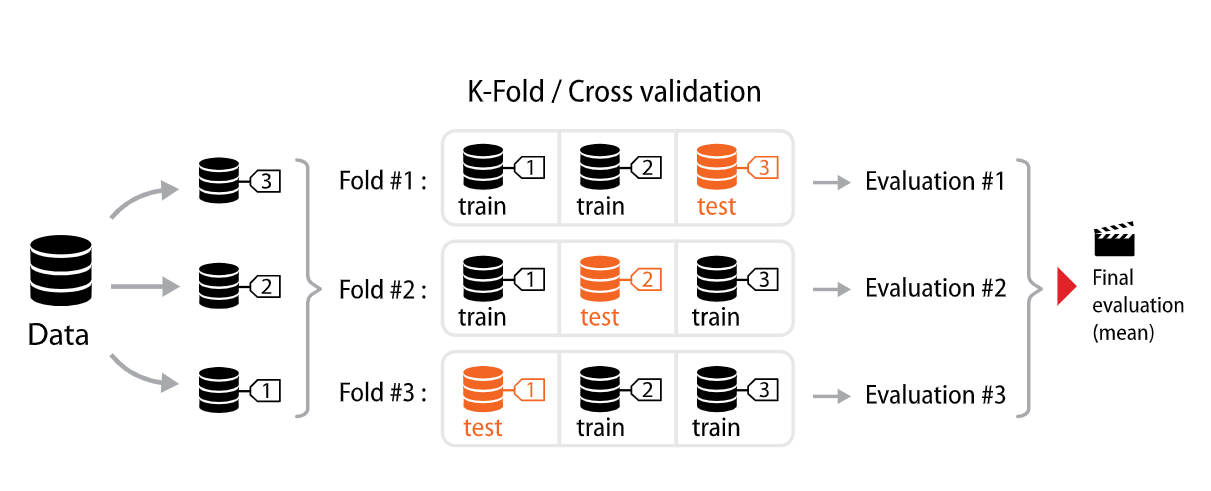 K-Fold / Cross validation
3
Fold #1 :
1
2
3
train
train
test
Evaluation #1
Data
2
Fold #2 :
1
2
3
train
test
train
Evaluation #2
Final
evaluation
(mean)
1
Fold #3 :
1
2
3
test
train
train
Evaluation #3